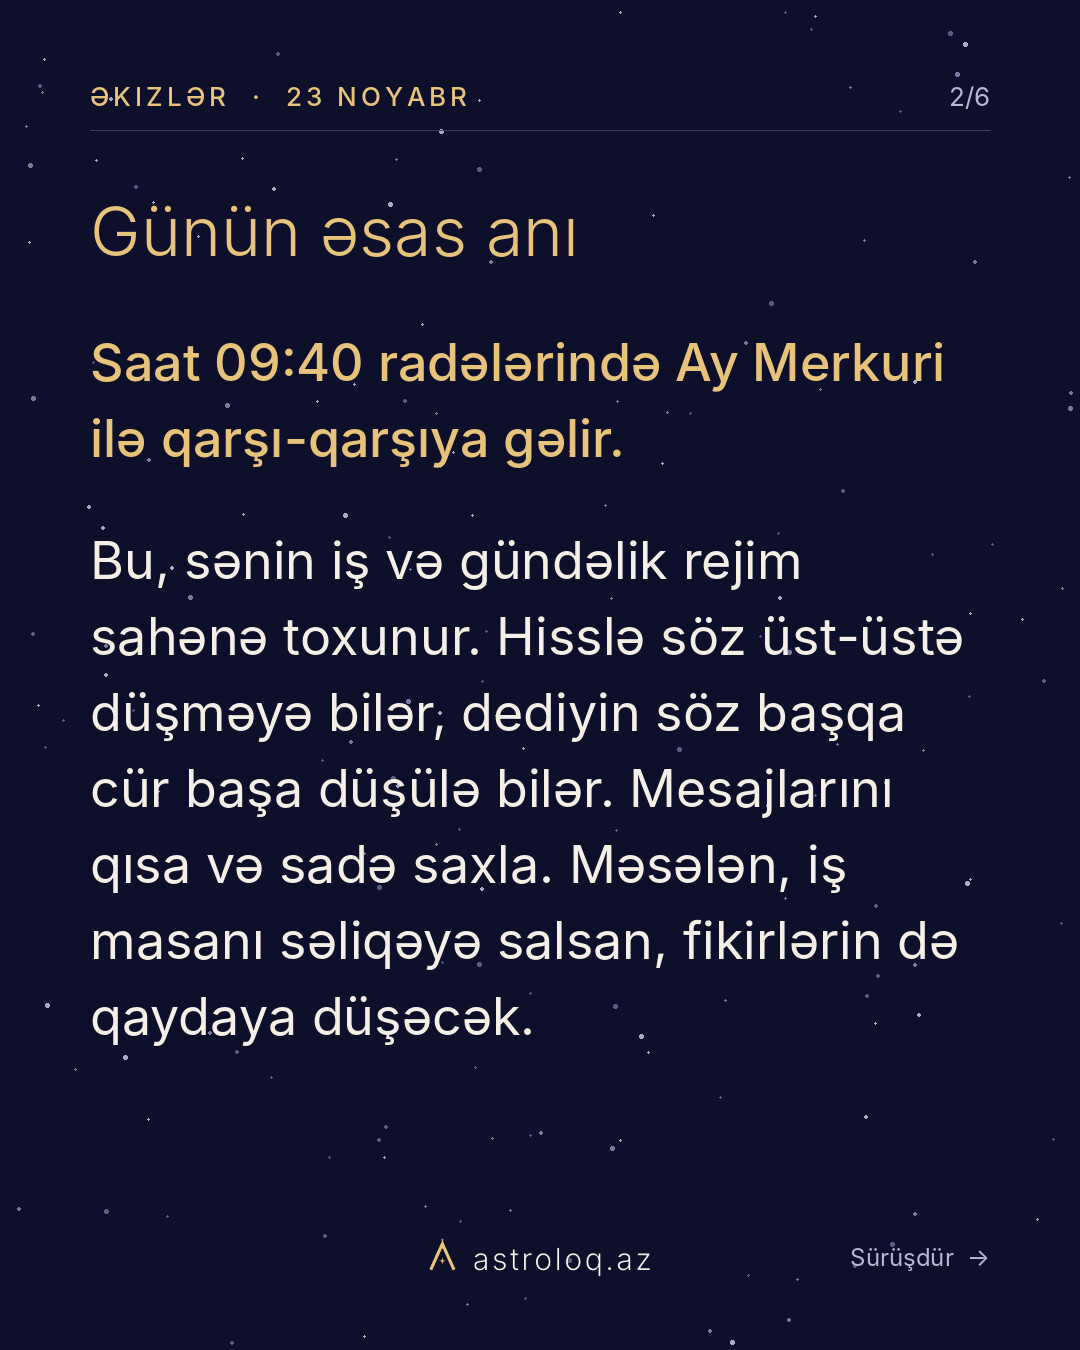 ƏKIZLƏR · 23 NOYABR
2/6
Günün əsas anı
Saat 09:40 radələrində Ay Merkuri
ilə qarşı-qarşıya gəlir.
Bu, sənin iş və gündəlik rejim
sahənə toxunur. Hisslə söz üst-üstə
düşməyə bilər, dediyin söz başqa
cür başa düşülə bilər. Mesajlarını
qısa və sadə saxla. Məsələn, iş
masanı səliqəyə salsan, fikirlərin də
qaydaya düşəcək.
astroloq.az
Sürüşdür →